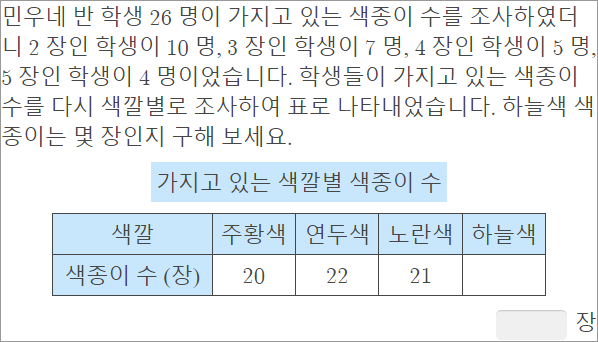 민우네 반 학생 26 명이 가지고 있는 색종이 수를 조사하였더
니 2 장인 학생이 10 명, 3 장인 학생이 7 명, 4 장인 학생이 5 명,
5 장인 학생이 4 명이었습니다. 학생들이 가지고 있는 색종이
수를 다시 색깔별로 조사하여 표로 나타내었습니다. 하늘색 색
종이는 몇 장인지 구해 보세요.
가지고 있는 색깔별 색종이 수
색깔 주황색 연두색 노란색 하늘색
색종이 수 (장) 20 22 21
장